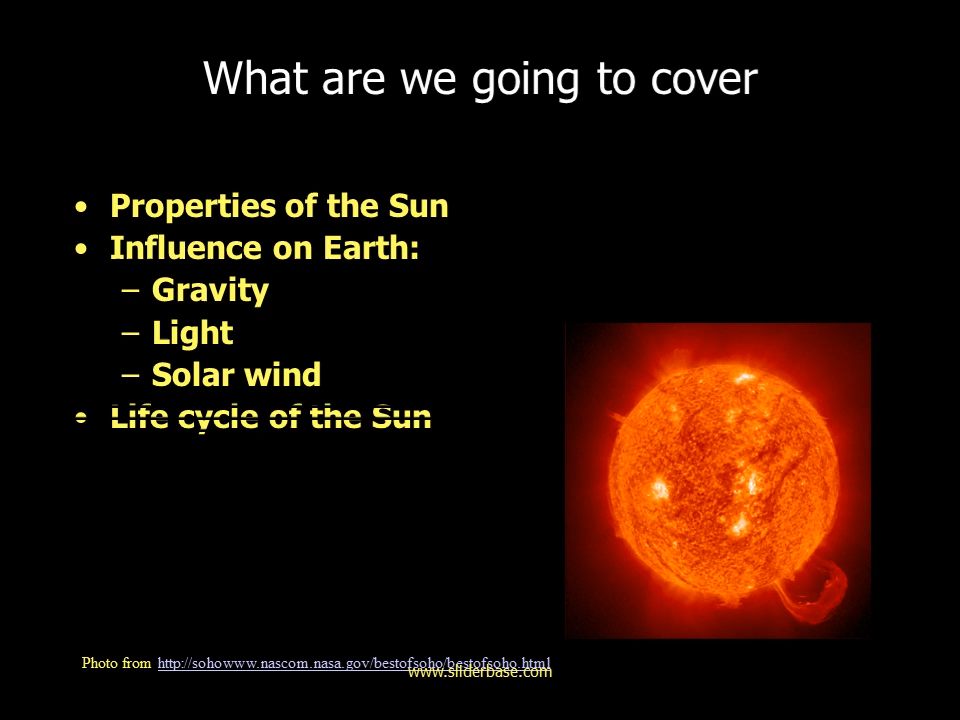 What are we going to cover
• Properties of the Sun
• Influence on Earth:
– Gravity
– Light
– Solar wind
• Life cycle of the Sun
Photo from http://sohowww.nascom.nasa.gov/bestofsoho/bestofsoho.html
www.sliderbase.com